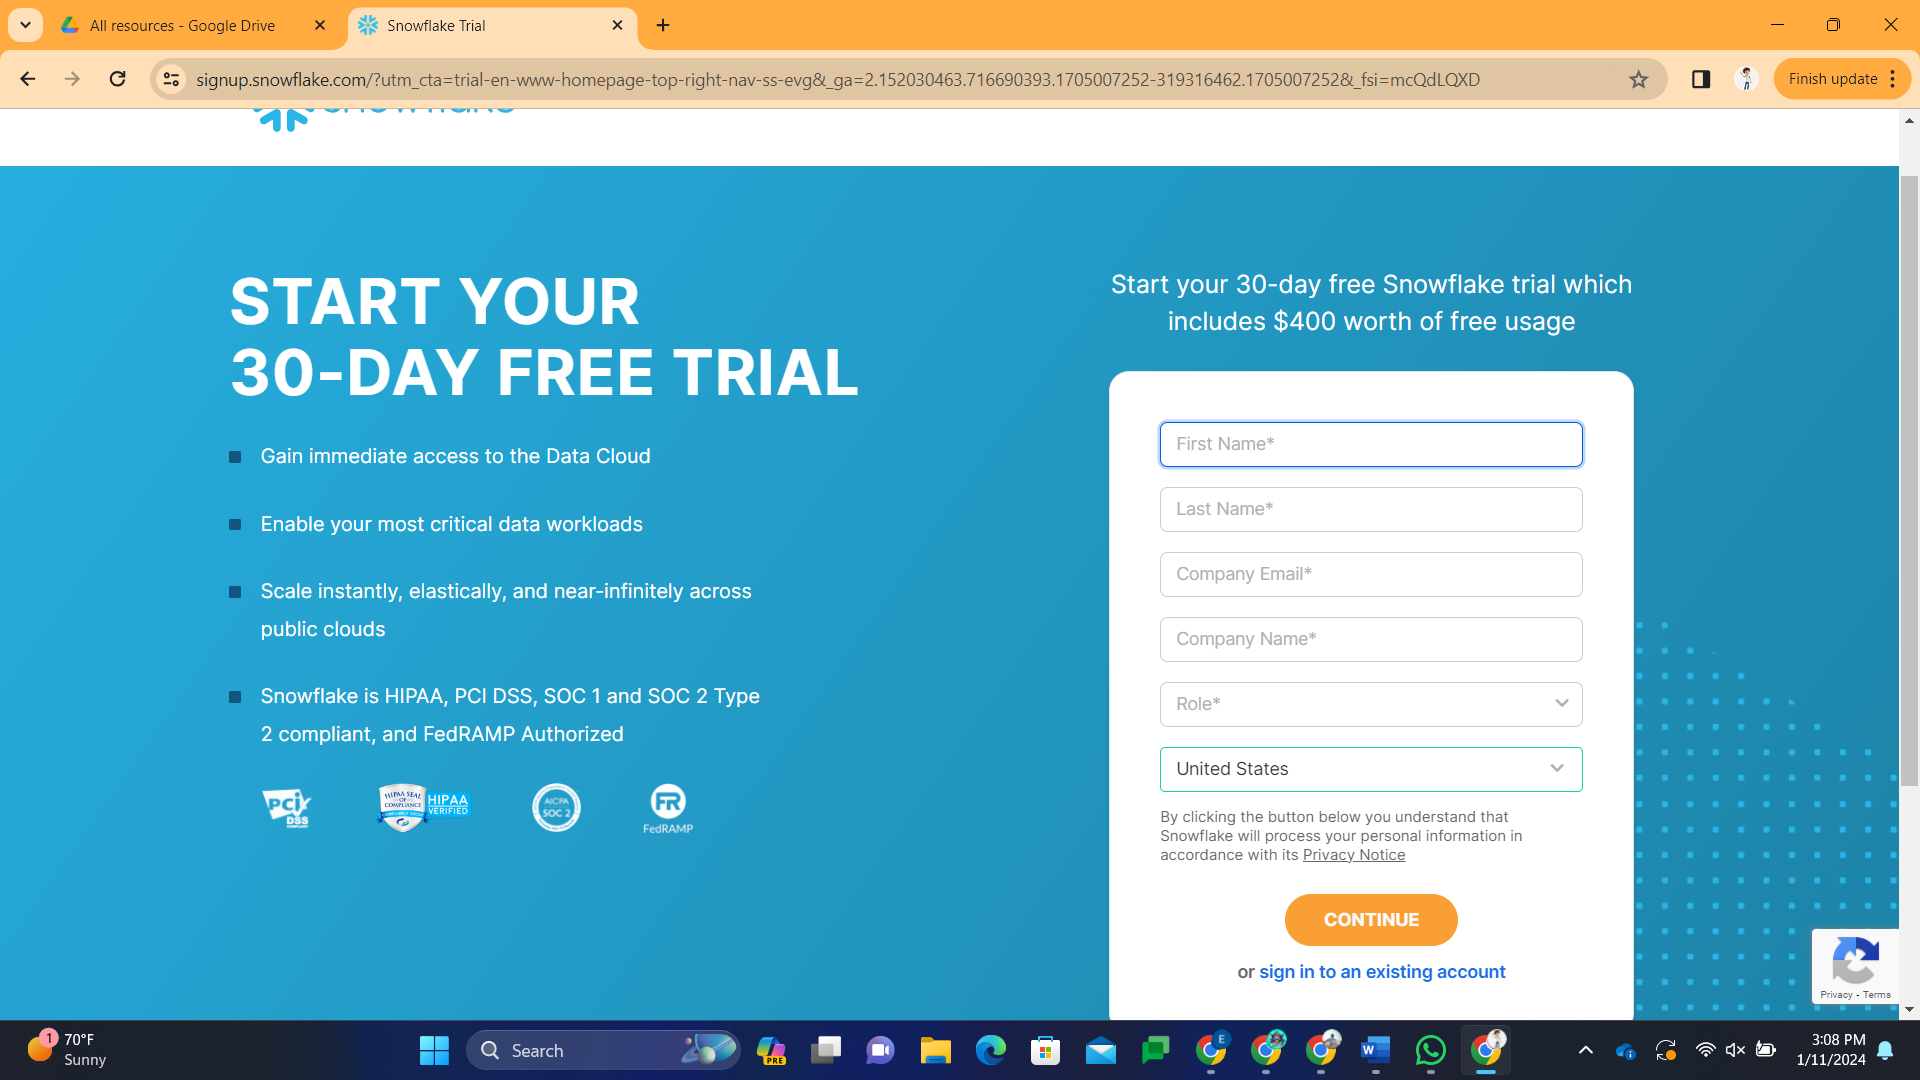 All resources - Google Drive
Snowflake Trial
signup.snowflake.com/?utm_cta=trial-en-www-homepage-top-right-nav-ss-evg&_ga=2.152030463.716690393.1705007252-319316462.1705007252&_fsi=mcQdLQXD
Finish update
START YOUR
30-DAY FREE TRIAL
Gain immediate access to the Data Cloud
Enable your most critical data workloads
Scale instantly, elastically, and near-infinitely across
public clouds
Snowflake is HIPAA, PCI DSS, SOC 1 and SOC 2 Type
2 compliant, and FedRAMP Authorized
PCI
DSS
HIPAA SEAL
OF
COMPLIANCE
HIPAA
VERIFIED
AICPA
SOC 2
FR
FedRAMP
Start your 30-day free Snowflake trial which
includes $400 worth of free usage
First Name*
Last Name*
Company Email*
Company Name*
Role*
United States
By clicking the button below you understand that
Snowflake will process your personal information in
accordance with its Privacy Notice
CONTINUE
or sign in to an existing account
Privacy - Terms
1
70°F
Sunny
Search
PRE
E
W
3:08 PM
1/11/2024